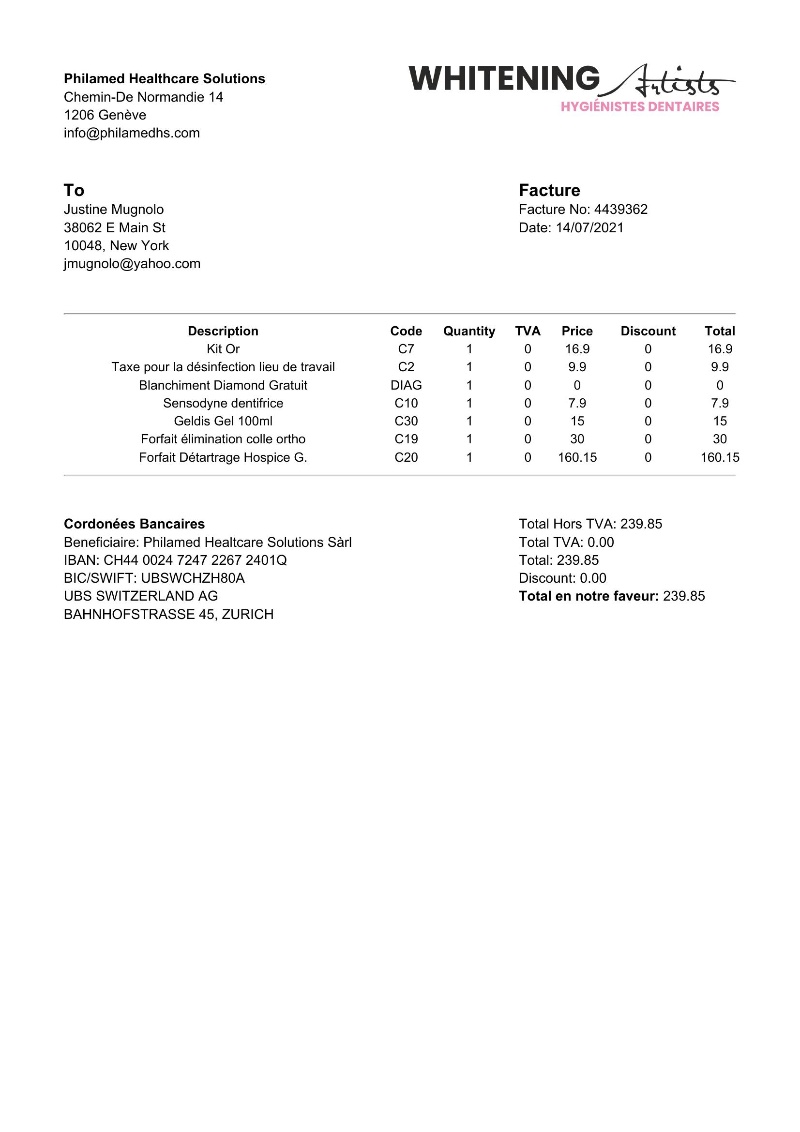 Philamed Healthcare Solutions
Chemin-De Normandie 14
1206 Genève
info@philamedhs.com
WHITENING Artists
HYGIÉNISTES DENTAIRES
To
Justine Mugnolo
38062 E Main St
10048, New York
jmugnolo@yahoo.com
Facture
Facture No: 4439362
Date: 14/07/2021
Description Code Quantity TVA Price Discount Total
Kit Or C7 1 0 16.9 0 16.9
Taxe pour la désinfection lieu de travail C2 1 0 9.9 0 9.9
Blanchiment Diamond Gratuit DIAG 1 0 0 0 0
Sensodyne dentifrice C10 1 0 7.9 0 7.9
Geldis Gel 100ml C30 1 0 15 0 15
Forfait élimination colle ortho C19 1 0 30 0 30
Forfait Détartrage Hospice G. C20 1 0 160.15 0 160.15
Cordonées Bancaires
Beneficiaire: Philamed Healtcare Solutions Sàrl
IBAN: CH44 0024 7247 2267 2401Q
BIC/SWIFT: UBSWCHZH80A
UBS SWITZERLAND AG
BAHNHOFSTRASSE 45, ZURICH
Total Hors TVA: 239.85
Total TVA: 0.00
Total: 239.85
Discount: 0.00
Total en notre faveur: 239.85